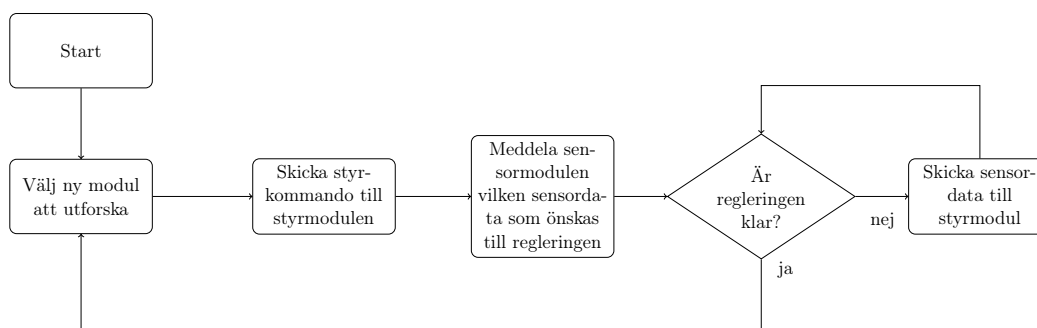 Start
Välj ny modul
att utforska
Skicka styr-
kommando till
styrmodulen
Meddela sen-
sormodulen
vilken sensorda-
ta som önskas
till regleringen
Är
regleringen
klar?
nej
ja
Skicka sensor-
data till
styrmodul